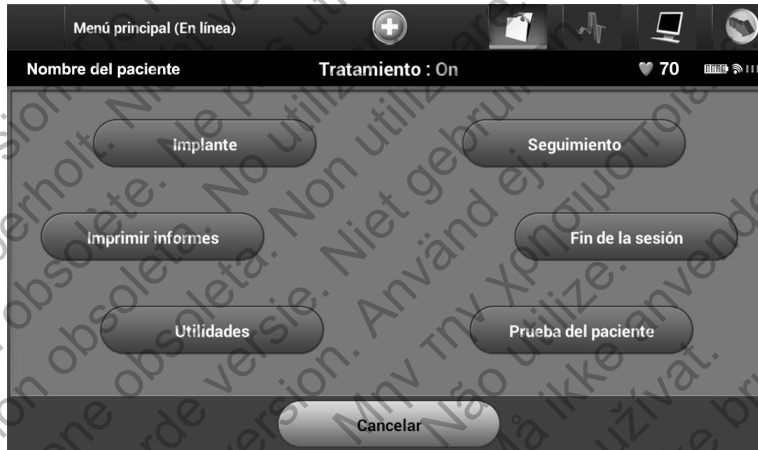 Menú principal (En línea)
Nombre del paciente
Tratamiento : On
70
Implante
Seguimiento
Imprimir informes
Fin de la sesión
Utilidades
Prueba del paciente
Cancelar